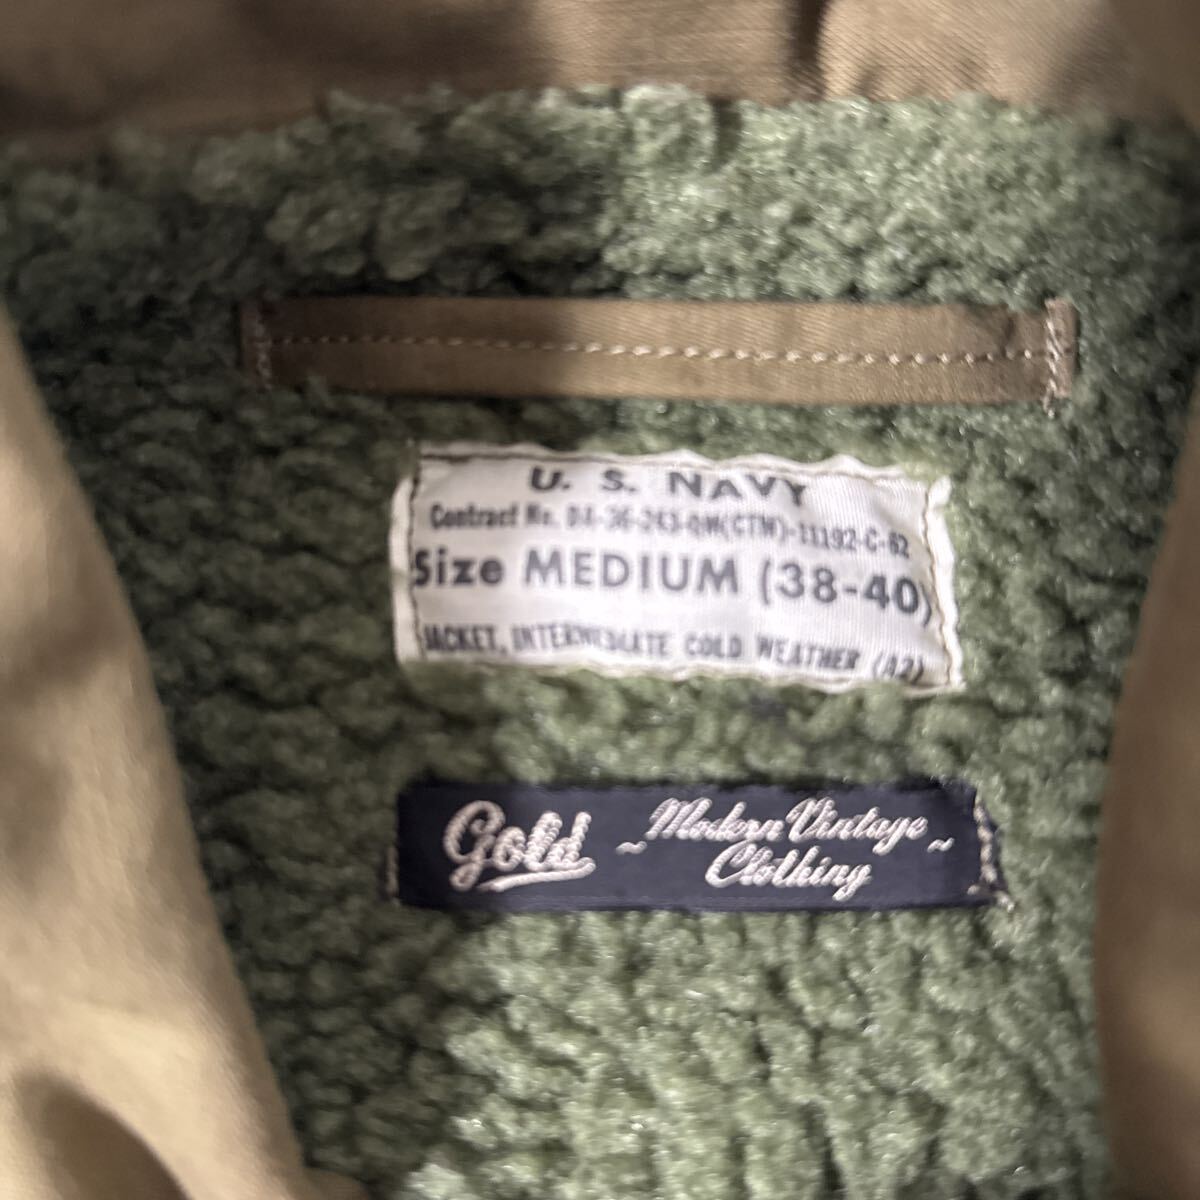 U. S. NAVY
Contract No. DA-36-243-QM(CTM)-11192-C-62
Size MEDIUM (38-40)
JACKET, INTERMEDIATE COLD WEATHER (A2)
Gold ~ Modern Vintage ~
Clothing